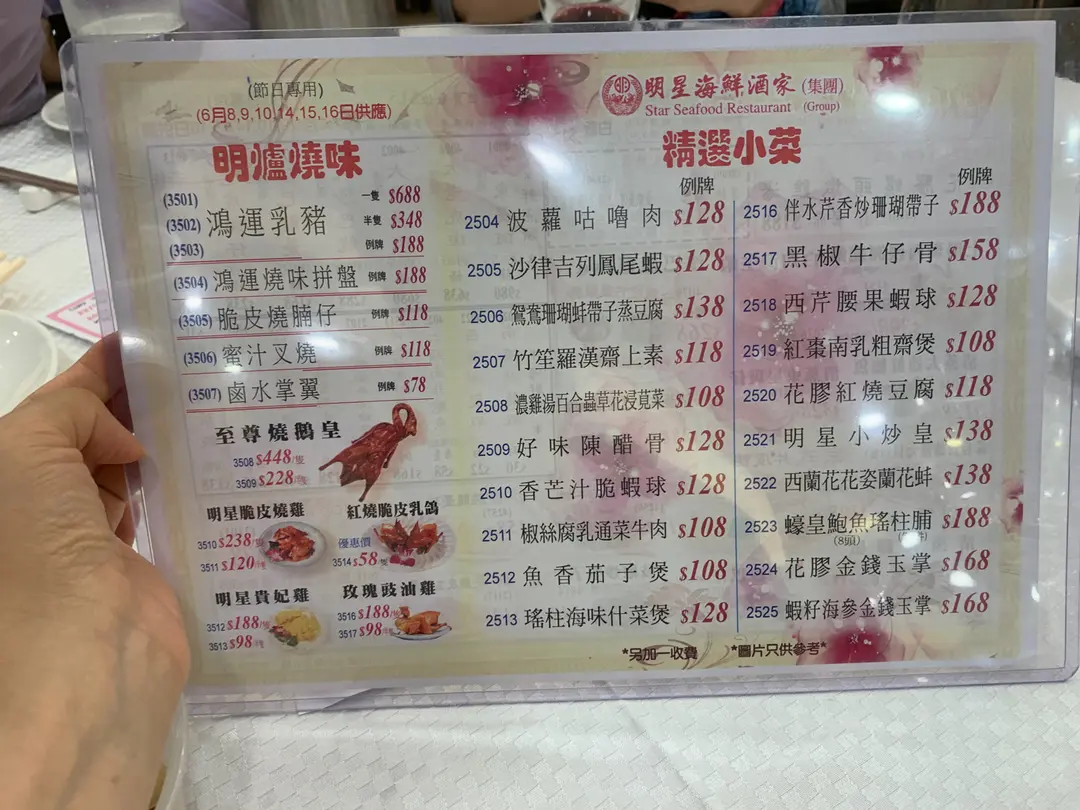 (節日專用)
(6月8,9,10,14,15,16日供應)
明星海鮮酒家 (集團)
Star Seafood Restaurant (Group)
明爐燒味
(3501) 一隻 $688
(3502) 鴻運乳豬 半隻 $348
(3503) 例牌 $188
(3504) 鴻運燒味拼盤 例牌 $188
(3505) 脆皮燒腩仔 例牌 $118
(3506) 蜜汁叉燒 例牌 $118
(3507) 鹵水掌翼 例牌 $78
至尊燒鵝皇
3508 $448/隻
3509 $228/半隻
明星脆皮燒雞
3510 $238/隻
3511 $120/半隻
紅燒脆皮乳鴿
優惠價
3514 $58/隻
明星貴妃雞
3512 $188/隻
3513 $98/半隻
玫瑰豉油雞
3516 $188/隻
3517 $98/半隻
精選小菜
例牌
2504 波蘿咕嚕肉 $128
2505 沙律吉列鳳尾蝦 $128
2506 鴛鴦珊瑚蚌帶子蒸豆腐 $138
2507 竹笙羅漢齋上素 $118
2508 濃雞湯百合蟲草花浸莧菜 $108
2509 好味陳醋骨 $128
2510 香芒汁脆蝦球 $128
2511 椒絲腐乳通菜牛肉 $108
2512 魚香茄子煲 $108
2513 瑤柱海味什菜煲 $128
例牌
2516 伴水芹香炒珊瑚帶子 $188
2517 黑椒牛仔骨 $158
2518 西芹腰果蝦球 $128
2519 紅棗南乳粗齋煲 $108
2520 花膠紅燒豆腐 $118
2521 明星小炒皇 $138
2522 西蘭花花姿蘭花蚌 $138
2523 蠔皇鮑魚瑤柱脯 $188
(8頭)
2524 花膠金錢玉掌 $168
2525 蝦籽海參金錢玉掌 $168
*另加一收費 *圖片只供參考*